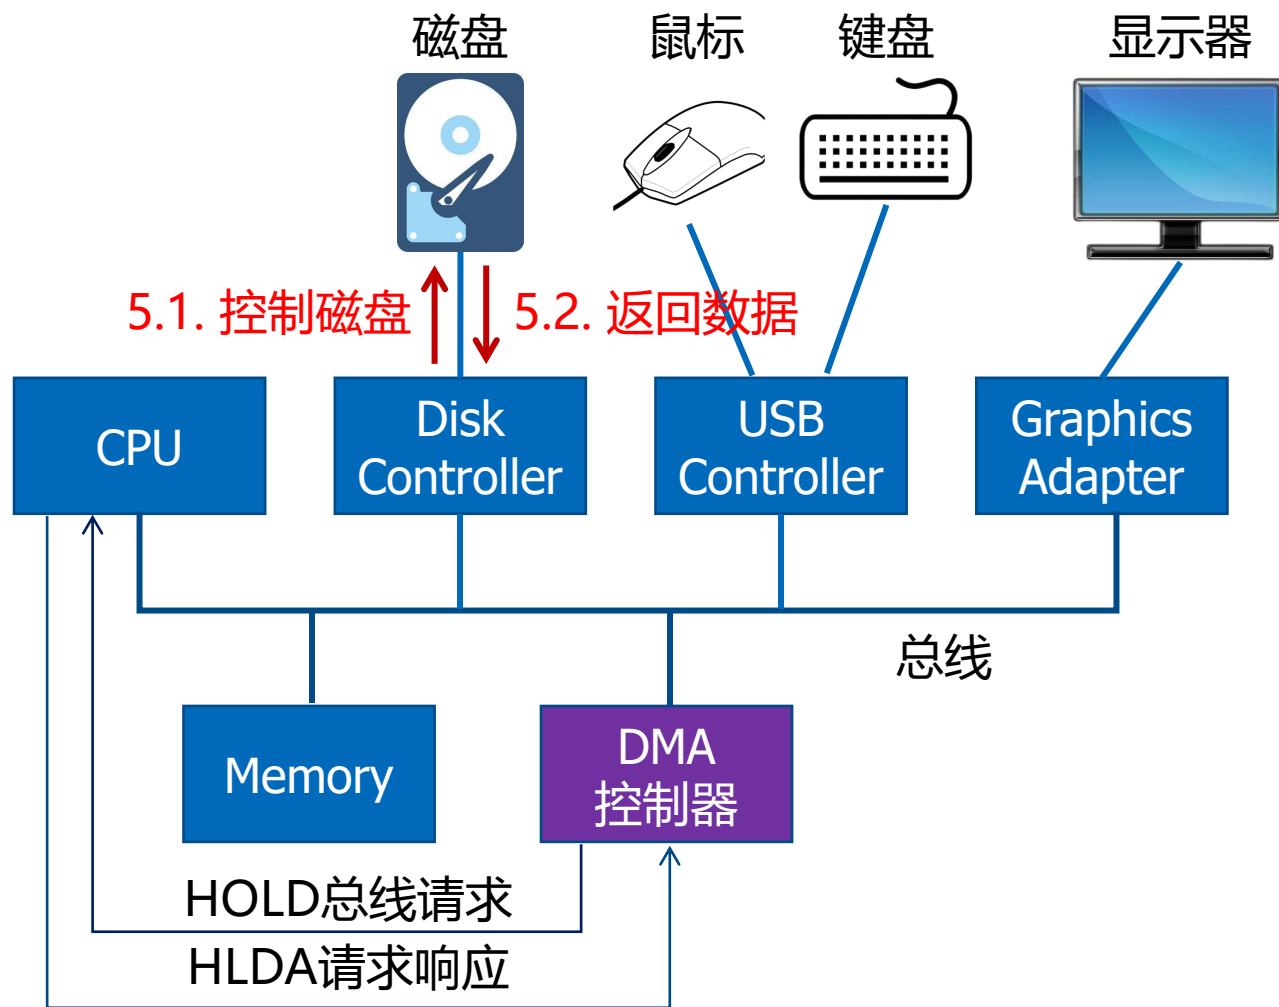 磁盘
鼠标
键盘
显示器
5.1. 控制磁盘
5.2. 返回数据
CPU
Disk
Controller
USB
Controller
Graphics
Adapter
总线
Memory
DMA
控制器
HOLD总线请求
HLDA请求响应